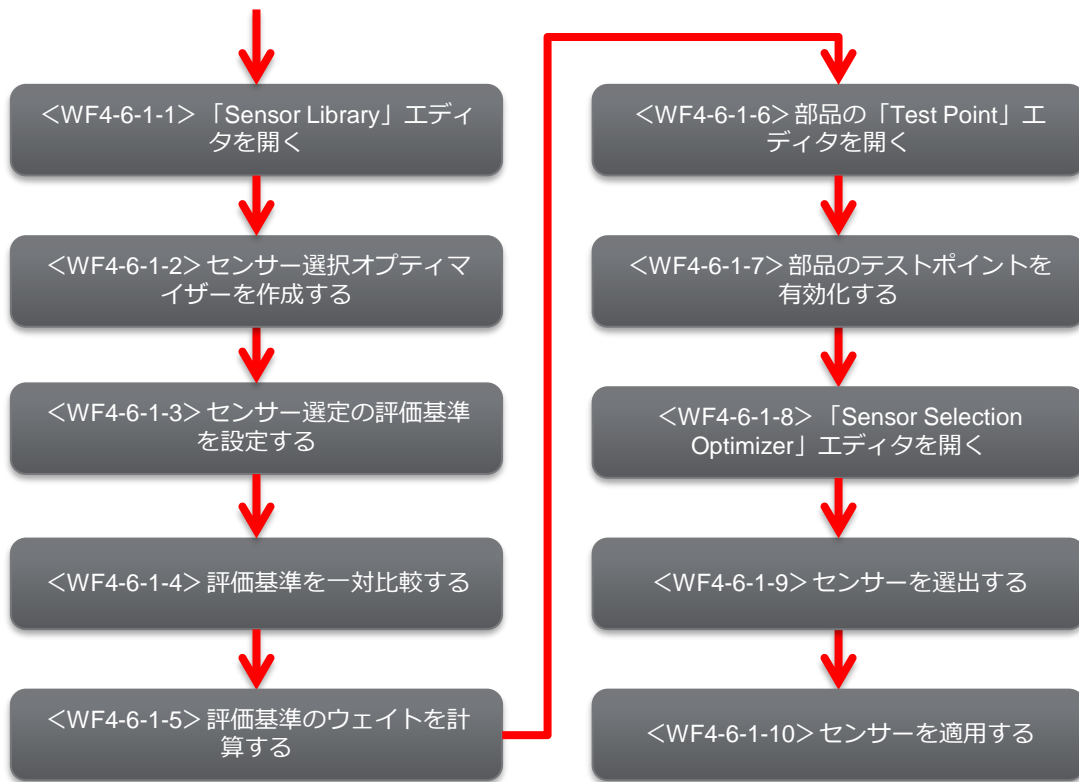 <WF4-6-1-1>「Sensor Library」エディ
タを開く
<WF4-6-1-2>センサー選択オプティマ
イザーを作成する
<WF4-6-1-3>センサー選定の評価基準
を設定する
<WF4-6-1-4>評価基準を一対比較する
<WF4-6-1-5>評価基準のウェイトを計
算する
<WF4-6-1-6>部品の「Test Point」エ
ディタを開く
<WF4-6-1-7>部品のテストポイントを
有効化する
<WF4-6-1-8>「Sensor Selection
Optimizer」エディタを開く
<WF4-6-1-9>センサーを選出する
<WF4-6-1-10>センサーを適用する